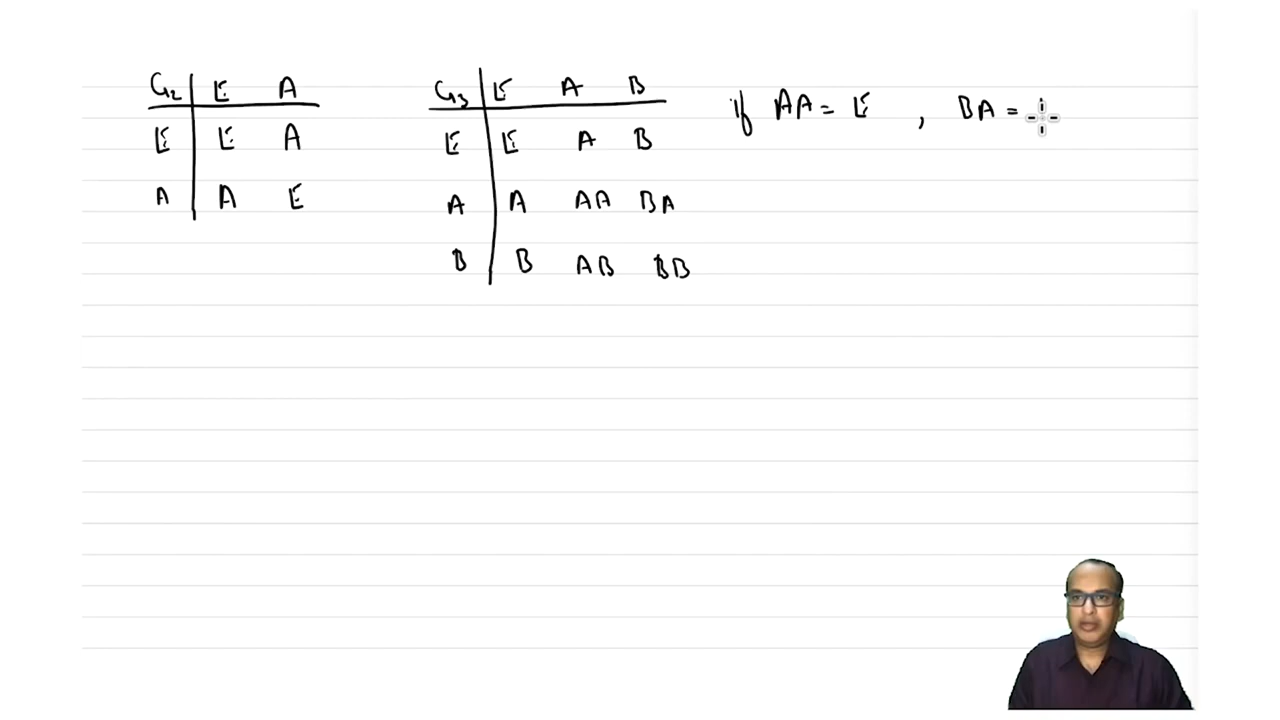 G2 E A
E E A
A A E
G3 E A B
E E A B
A A AA BA
B B AB BB
if AA = E , BA =